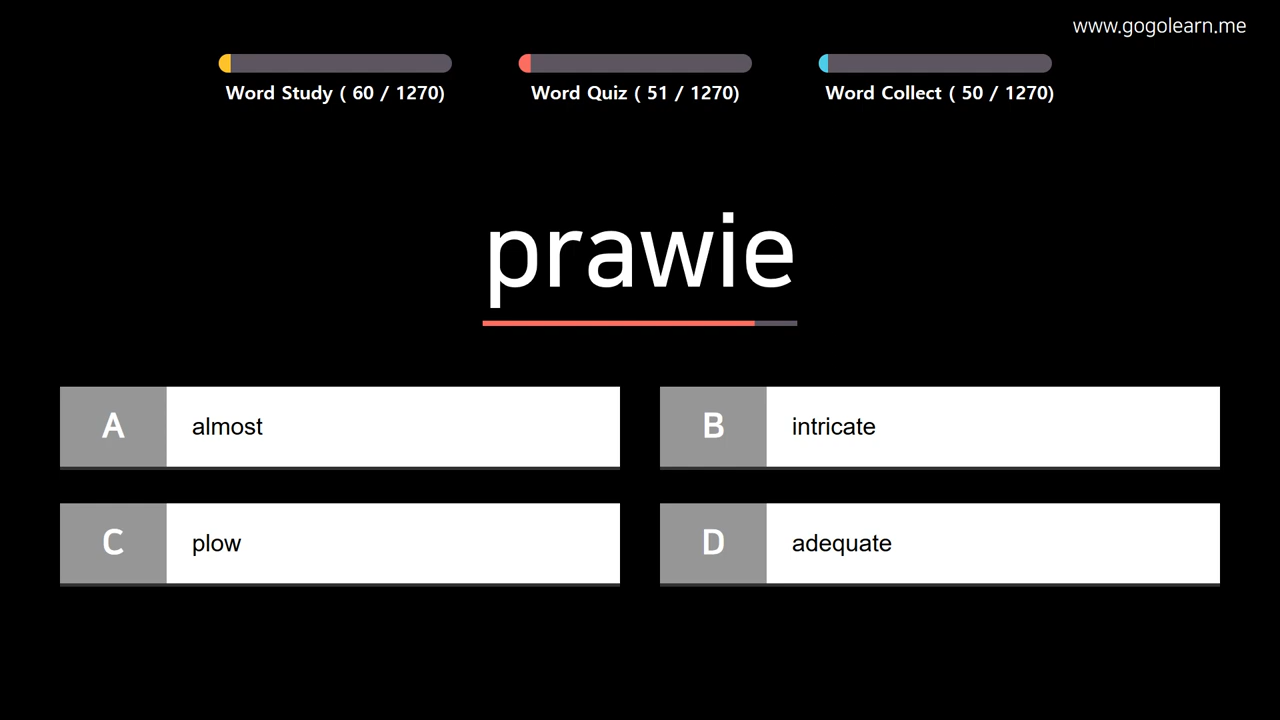 www.gogolearn.me
Word Study ( 60 / 1270)
Word Quiz ( 51 / 1270)
Word Collect ( 50 / 1270)
prawie
A almost
B intricate
C plow
D adequate